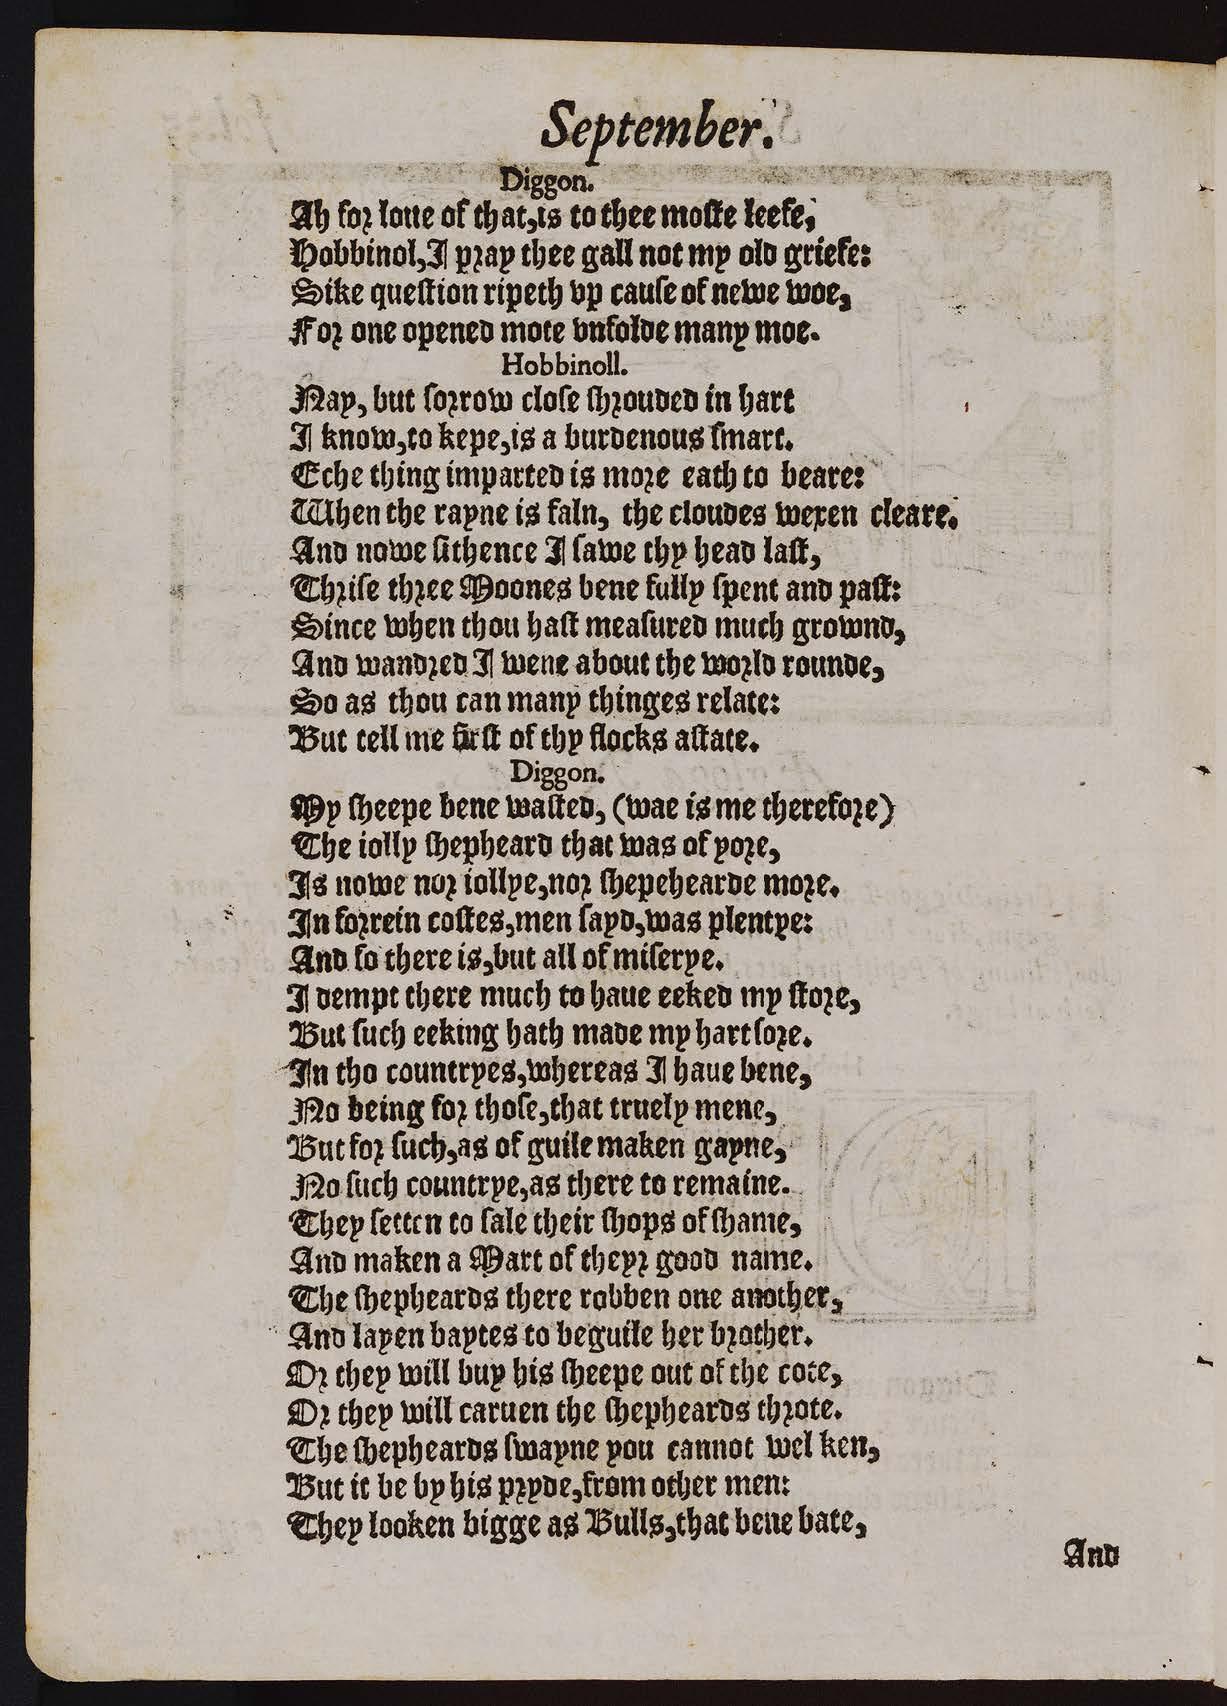 September.
Diggon.
Ah for loue of that,is to thee moste leefe,
Hobbinol,I pray thee gall not my old griefe:
Sike queſtion ripeth vp cauſe of newe woe,
For one opened mote vnfolde many moe.
Hobbinoll.
Nay, but ſorrow cloſe ſhrouded in hart
I know,to kepe,is a burdenous ſmart.
Eche thing imparted is more eath to beare:
When the rayne is faln, the cloudes wexen cleare.
And nowe ſithence I ſawe thy head laſt,
Thriſe three Moones bene fully ſpent and paſt:
Since when thou haſt meaſured much grownd,
And wandred I wene about the world rounde,
So as thou can many thinges relate:
But tell me firſt of thy flocks aſtate.
Diggon.
My ſheepe bene waſted, (wae is me therefore)
The iolly ſhepheard that was of yore,
Is nowe nor iollye,nor ſhepehearde more.
In forrein coſtes,men ſayd,was plentye:
And ſo there is,but all of miſerye.
I dempt there much to haue eeked my ſtore,
But ſuch eeking hath made my hart ſore.
In tho countryes,whereas I haue bene,
No being for thoſe,that truely mene,
But for ſuch,as of guile maken gayne,
No ſuch countrye,as there to remaine.
They ſetten to ſale their ſhops of ſhame,
And maken a Mart of theyr good name.
The ſhepheards there robben one another,
And layen baytes to beguile her brother.
Or they will buy his ſheepe out of the cote,
Or they will caruen the ſhepheards throte.
The ſhepheards ſwayne you cannot wel ken,
But it be by his pryde,from other men:
They looken bigge as Bulls,that bene bate,
And